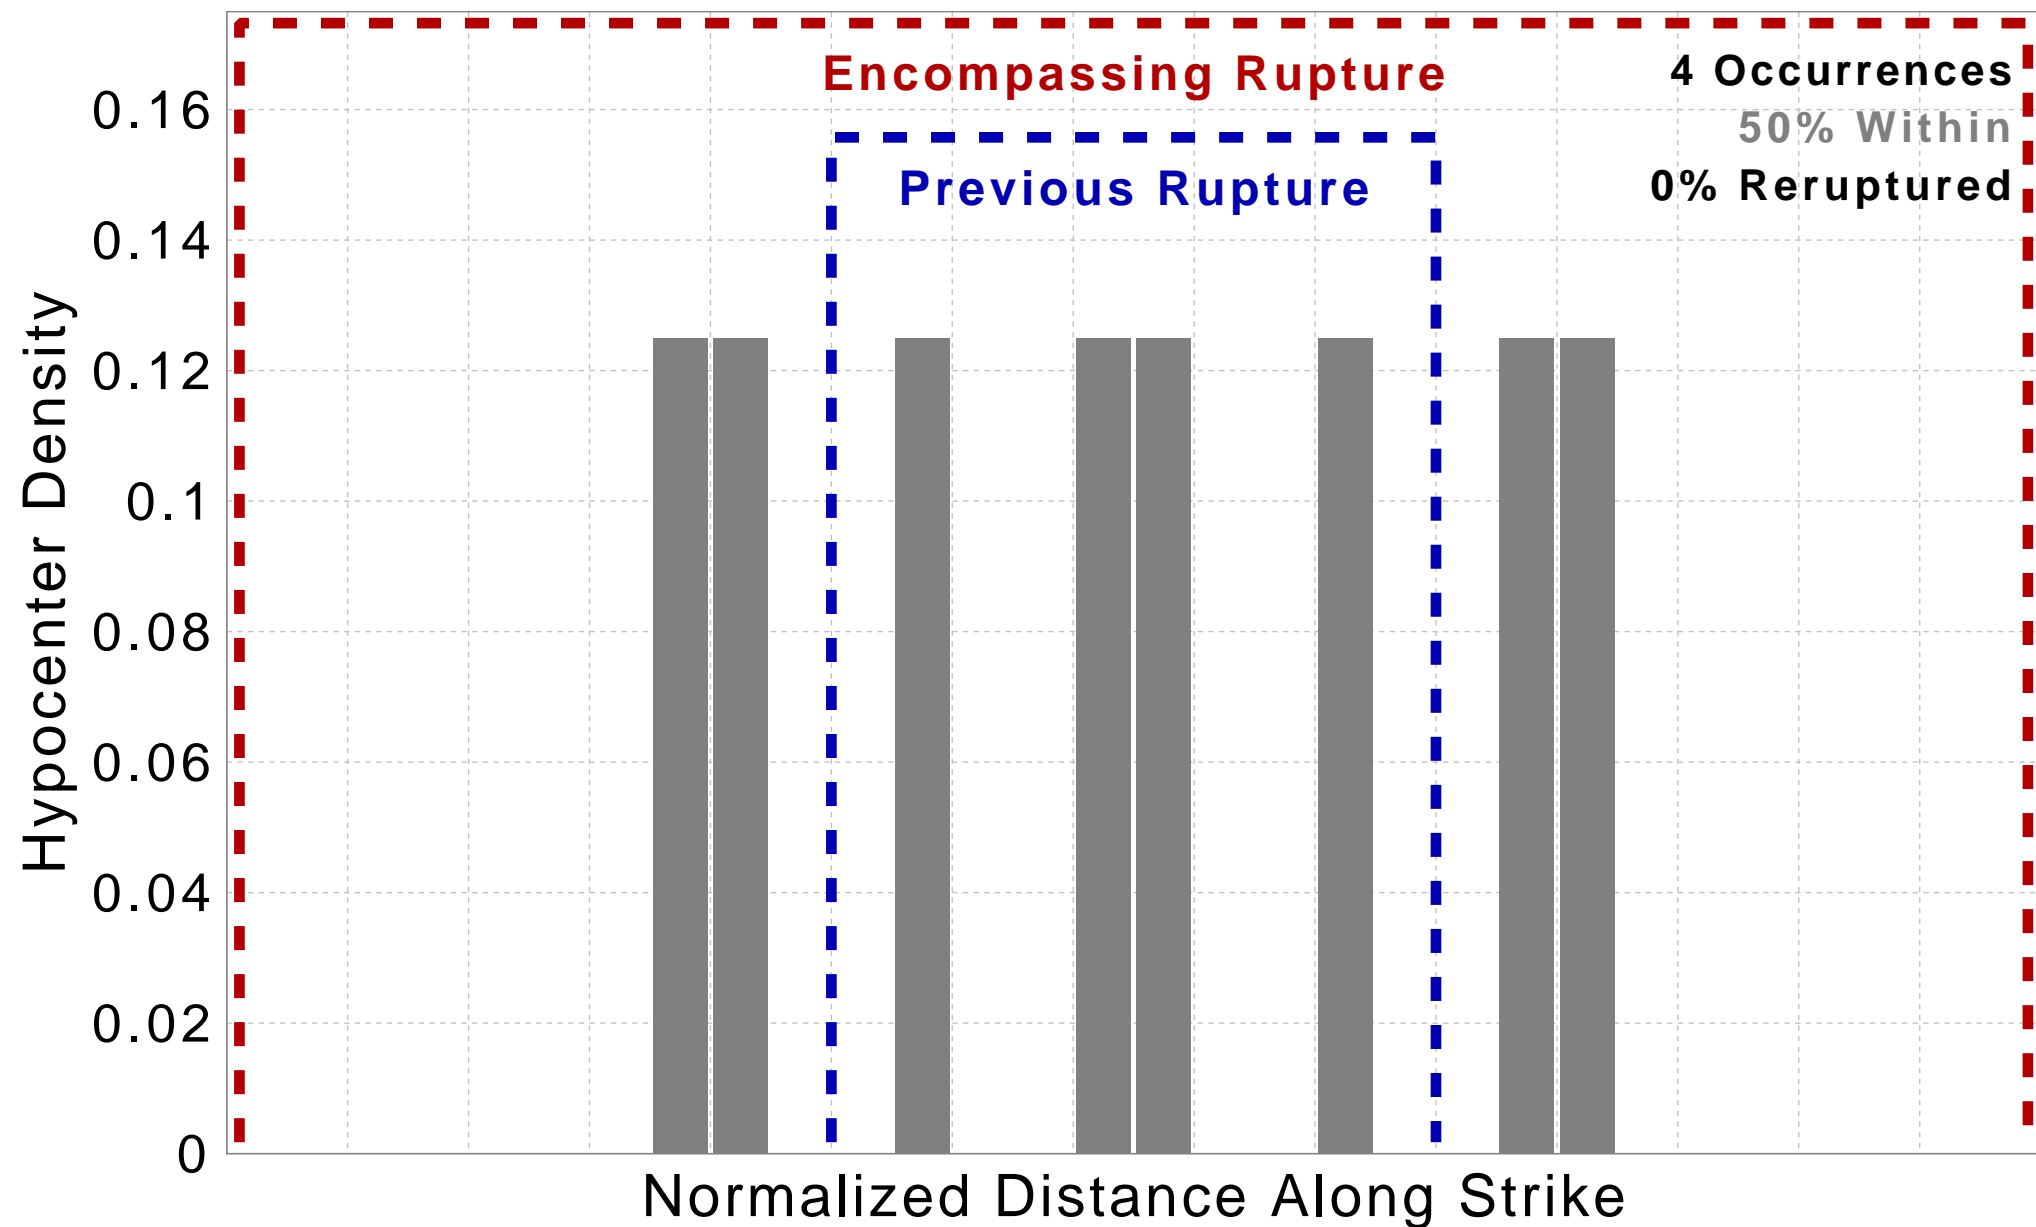 Encompassing Rupture
4 Occurrences
50% Within
0% Reruptured
Previous Rupture
0.16
0.14
0.12
0.1
0.08
0.06
0.04
0.02
0
Hypocenter Density
Normalized Distance Along Strike